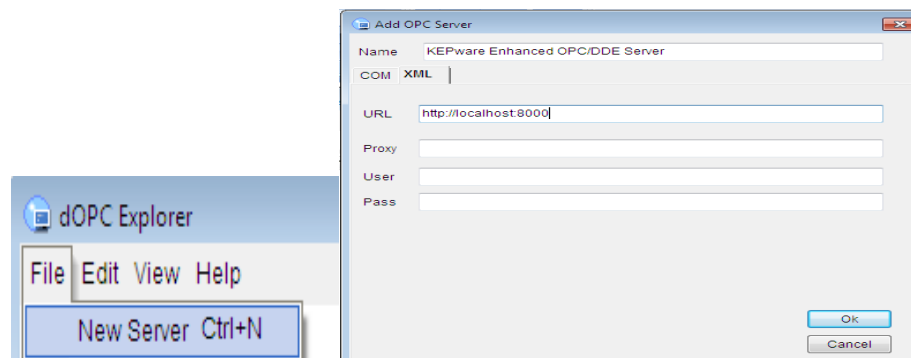 dOPC Explorer
File Edit View Help
New Server Ctrl+N
Add OPC Server
Name KEPware Enhanced OPC/DDE Server
COM XML
URL http://localhost:8000
Proxy
User
Pass
Ok
Cancel